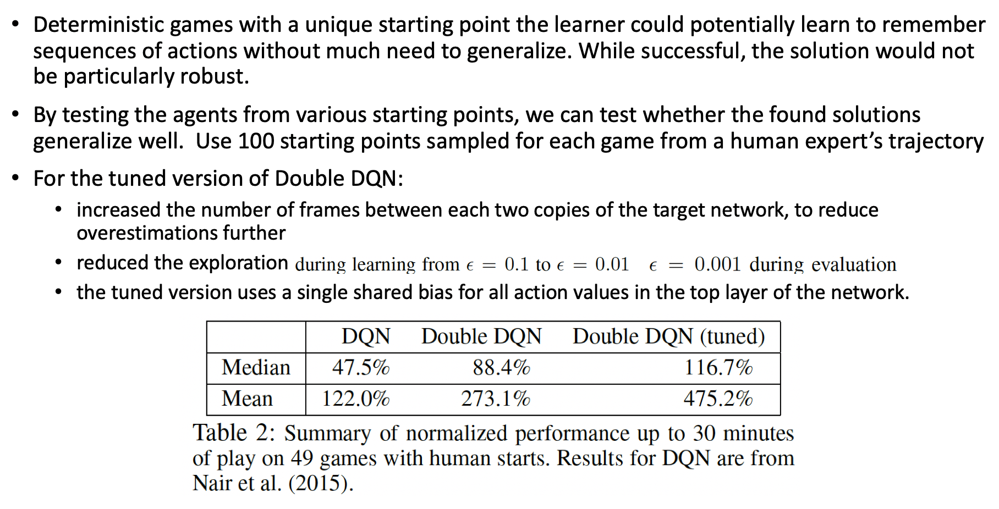 • Deterministic games with a unique starting point the learner could potentially learn to remember
sequences of actions without much need to generalize. While successful, the solution would not
be particularly robust.
• By testing the agents from various starting points, we can test whether the found solutions
generalize well.  Use 100 starting points sampled for each game from a human expert’s trajectory
• For the tuned version of Double DQN:
• increased the number of frames between each two copies of the target network, to reduce
overestimations further
• reduced the exploration during learning from ϵ = 0.1 to ϵ = 0.01 ϵ = 0.001 during evaluation
• the tuned version uses a single shared bias for all action values in the top layer of the network.
DQN Double DQN Double DQN (tuned)
Median 47.5% 88.4% 116.7%
Mean 122.0% 273.1% 475.2%
Table 2: Summary of normalized performance up to 30 minutes
of play on 49 games with human starts. Results for DQN are from
Nair et al. (2015).